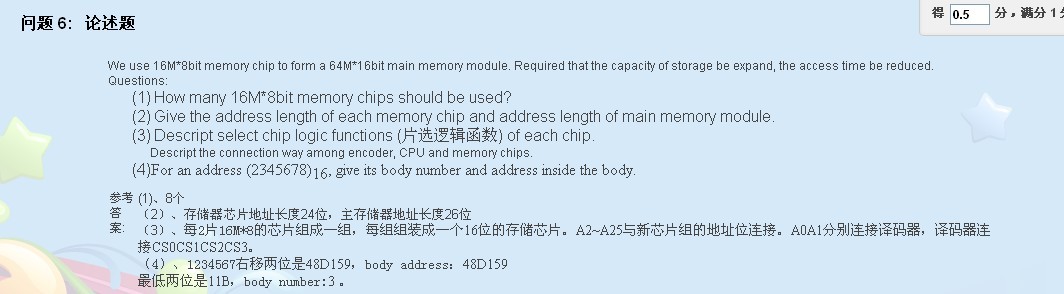 问题 6： 论述题
得 0.5 分，满分 1
We use 16M*8bit memory chip to form a 64M*16bit main memory module. Required that the capacity of storage be expand, the access time be reduced.
Questions:
(1) How many 16M*8bit memory chips should be used?
(2) Give the address length of each memory chip and address length of main memory module.
(3) Descript select chip logic functions (片选逻辑函数) of each chip.
Descript the connection way among encoder, CPU and memory chips.
(4)For an address (2345678)16, give its body number and address inside the body.
参考答案:
(1)、8个
（2）、存储器芯片地址长度24位，主存储器地址长度26位
（3）、每2片16M*8的芯片组成一组，每组组装成一个16位的存储芯片。A2~A25与新芯片组的地址位连接。A0A1分别连接译码器，译码器连
接CS0CS1CS2CS3。
（4）、1234567右移两位是48D159，body address：48D159
最低两位是11B，body number:3 。